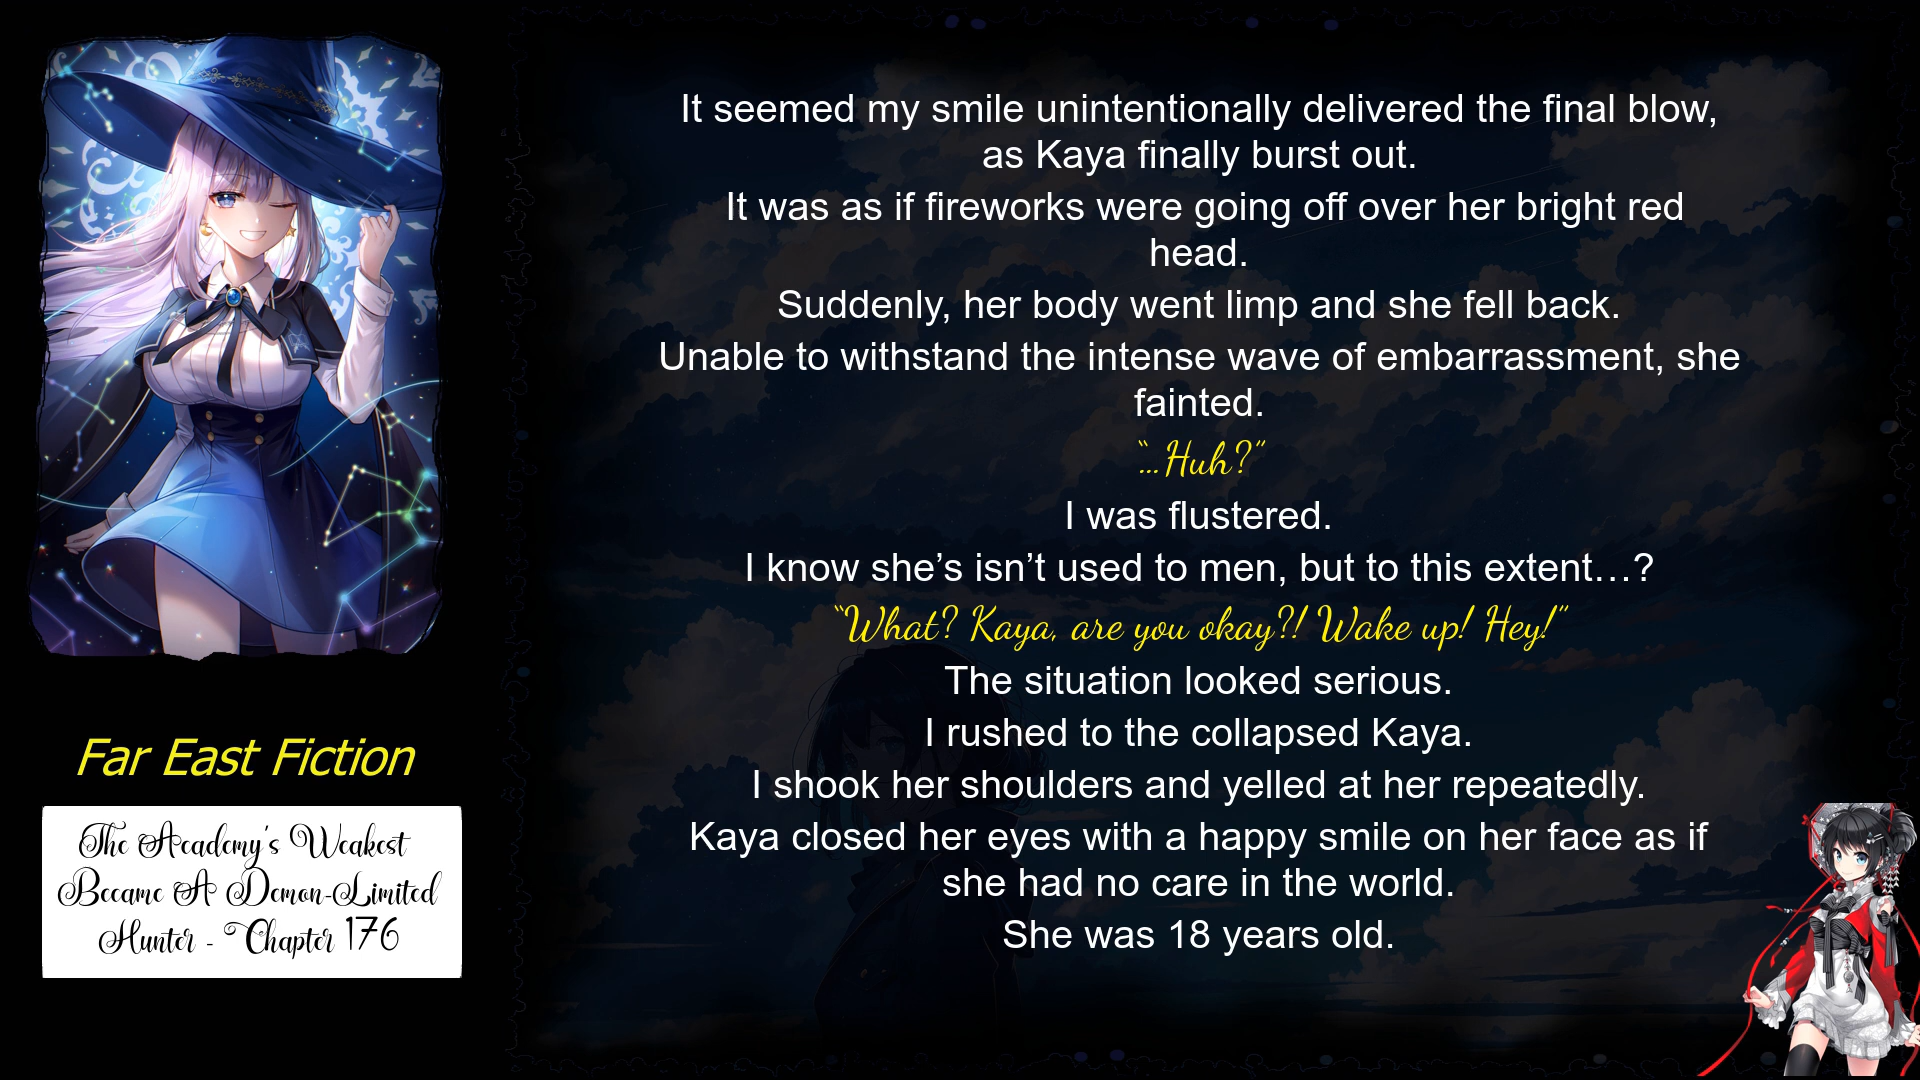 It seemed my smile unintentionally delivered the final blow,
as Kaya finally burst out.
It was as if fireworks were going off over her bright red
head.
Suddenly, her body went limp and she fell back.
Unable to withstand the intense wave of embarrassment, she
fainted.
“...Huh?”
I was flustered.
I know she’s isn’t used to men, but to this extent…?
“What? Kaya, are you okay?! Wake up! Hey!”
The situation looked serious.
I rushed to the collapsed Kaya.
I shook her shoulders and yelled at her repeatedly.
Kaya closed her eyes with a happy smile on her face as if
she had no care in the world.
She was 18 years old.
Far East Fiction
The Academy's Weakest
Became A Demon-Limited
Hunter - Chapter 176